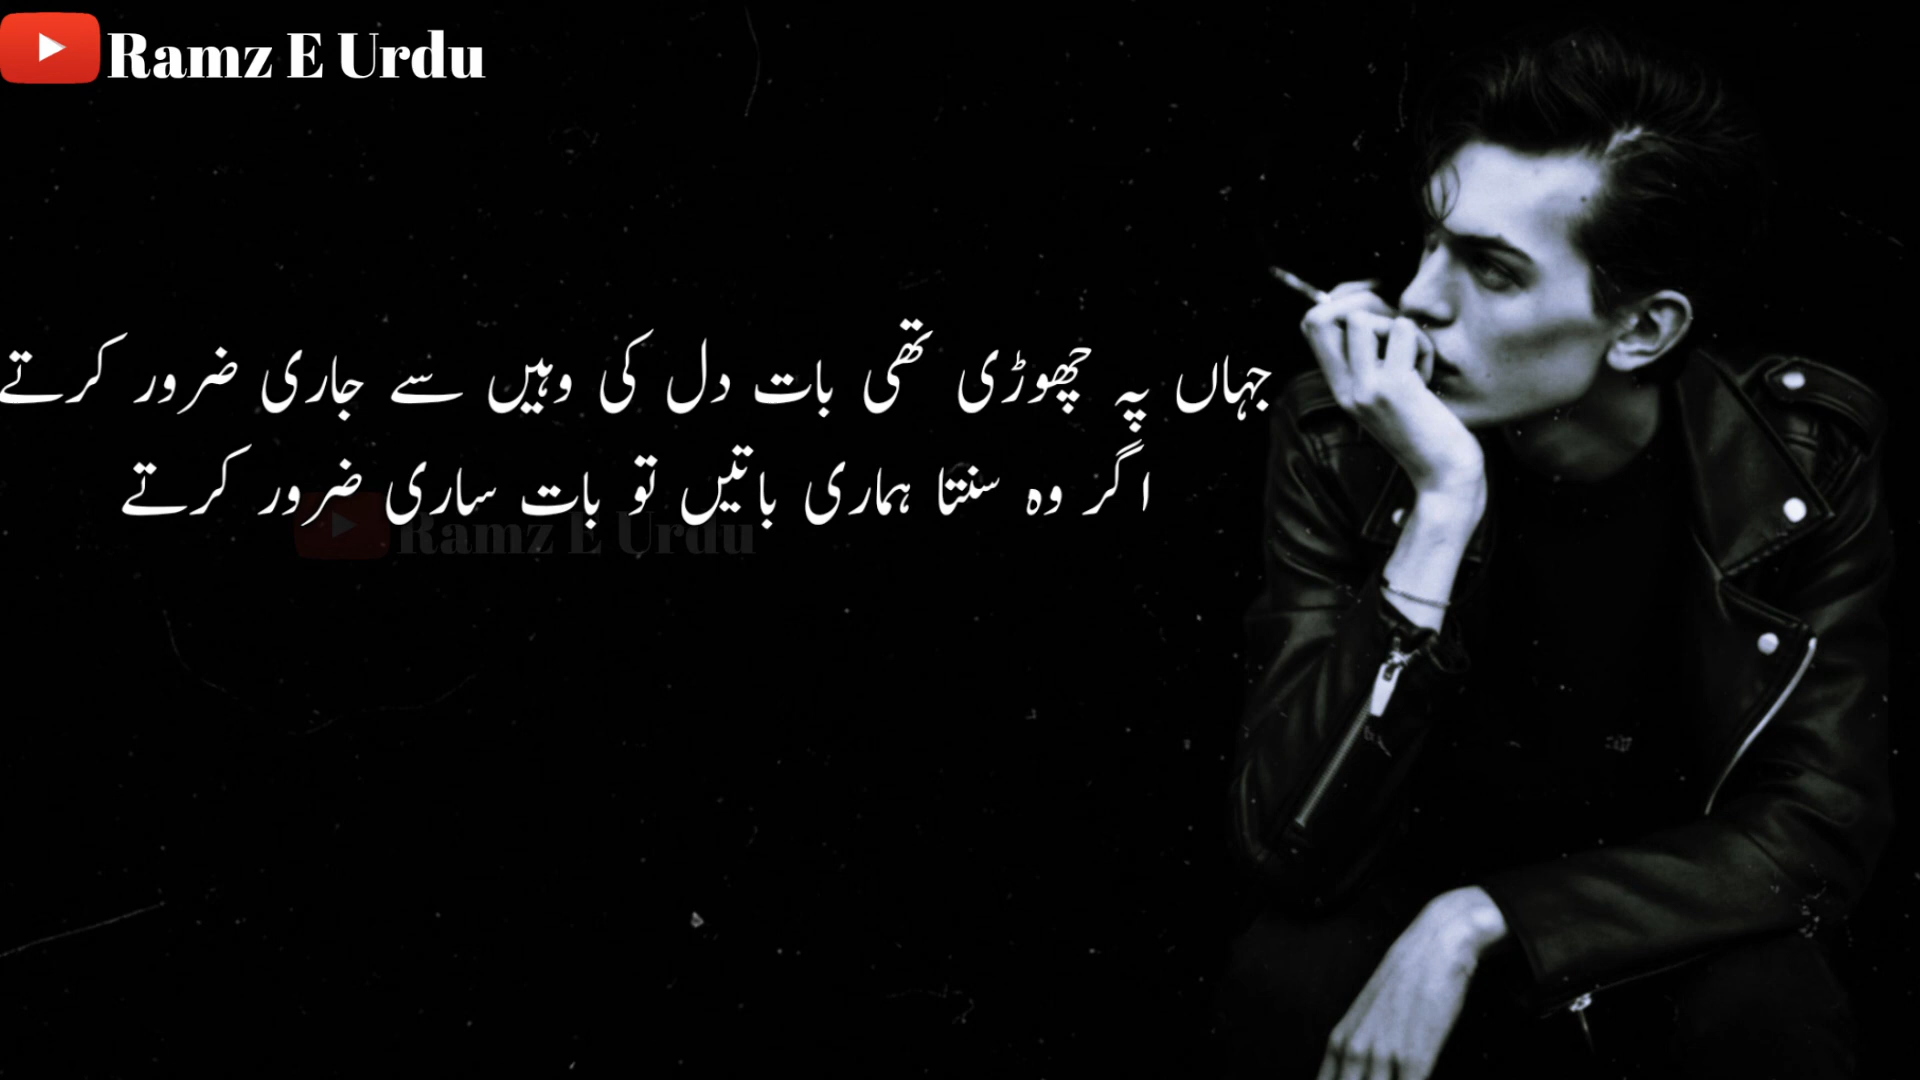 Ramz E Urdu
جہاں پہ چھوڑی تھی بات دل کی وہیں سے جاری ضرور کرتے
اگر وہ سنتا ہماری باتیں تو بات ساری ضرور کرتے
Ramz E Urdu